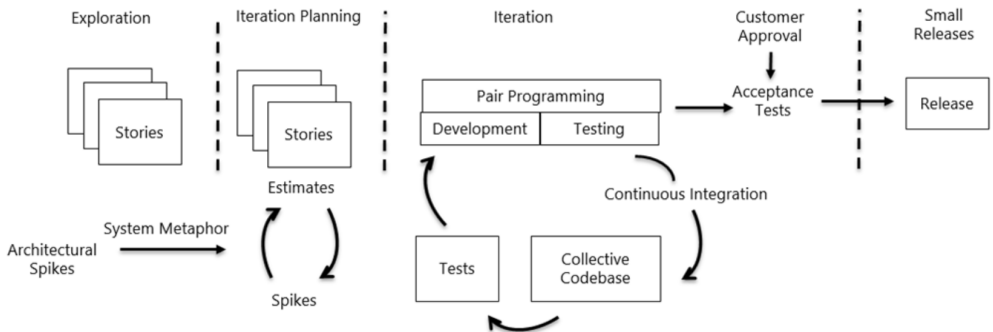 Exploration
Iteration Planning
Iteration
Customer
Approval
Small
Releases
Stories
Stories
Pair Programming
Development
Testing
Acceptance
Tests
Release
Estimates
Continuous Integration
System Metaphor
Architectural
Spikes
Spikes
Tests
Collective
Codebase